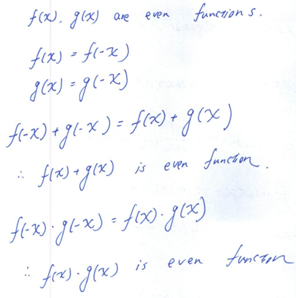 f(x). g(x) are even functions.
f(x) = f(-x)
g(x) = g(-x)
f(-x)+g(-x) = f(x)+g(x)
∴ f(x)+g(x) is even function.
f(-x)·g(-x) = f(x)·g(x)
∴ f(x)·g(x) is even function